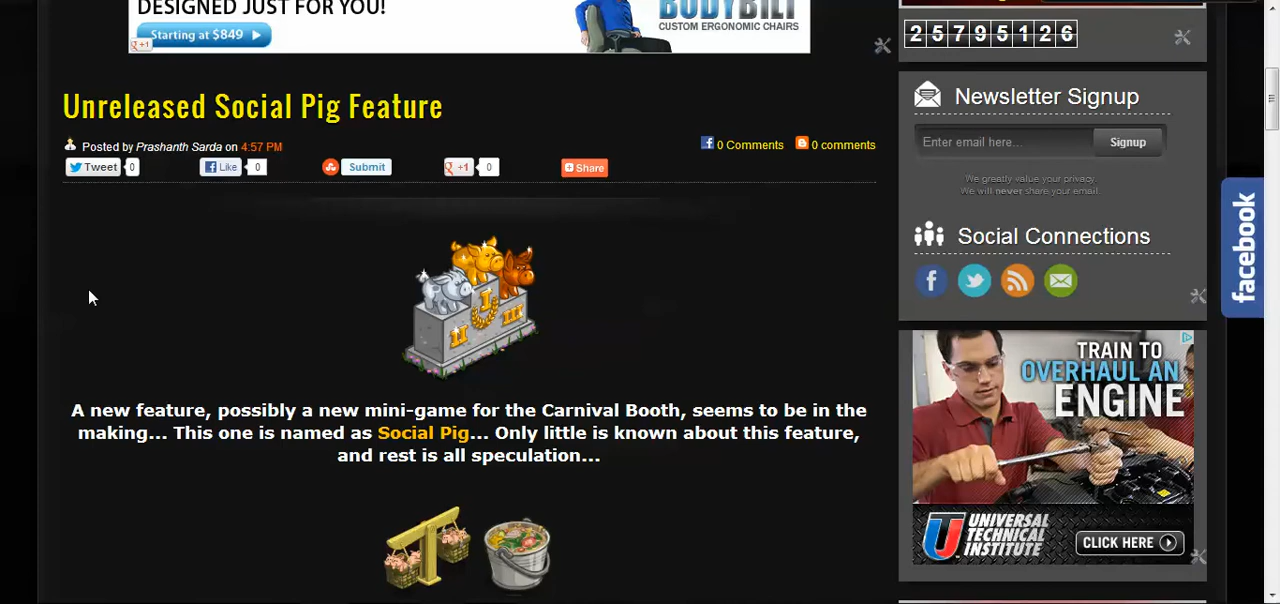 DESIGNED JUST FOR YOU!
Starting at $849
+1
BODYBILT
CUSTOM ERGONOMIC CHAIRS
25795126
Unreleased Social Pig Feature
Posted by Prashanth Sarda on 4:57 PM
0 Comments 0 comments
Tweet 0 Like 0 Submit +1 0 Share
I
II III
A new feature, possibly a new mini-game for the Carnival Booth, seems to be in the
making... This one is named as Social Pig... Only little is known about this feature,
and rest is all speculation...
Newsletter Signup
Enter email here... Signup
We greatly value your privacy.
We will never share your email.
Social Connections
facebook
TRAIN TO
OVERHAUL AN
ENGINE
UNIVERSAL
TECHNICAL
INSTITUTE
CLICK HERE